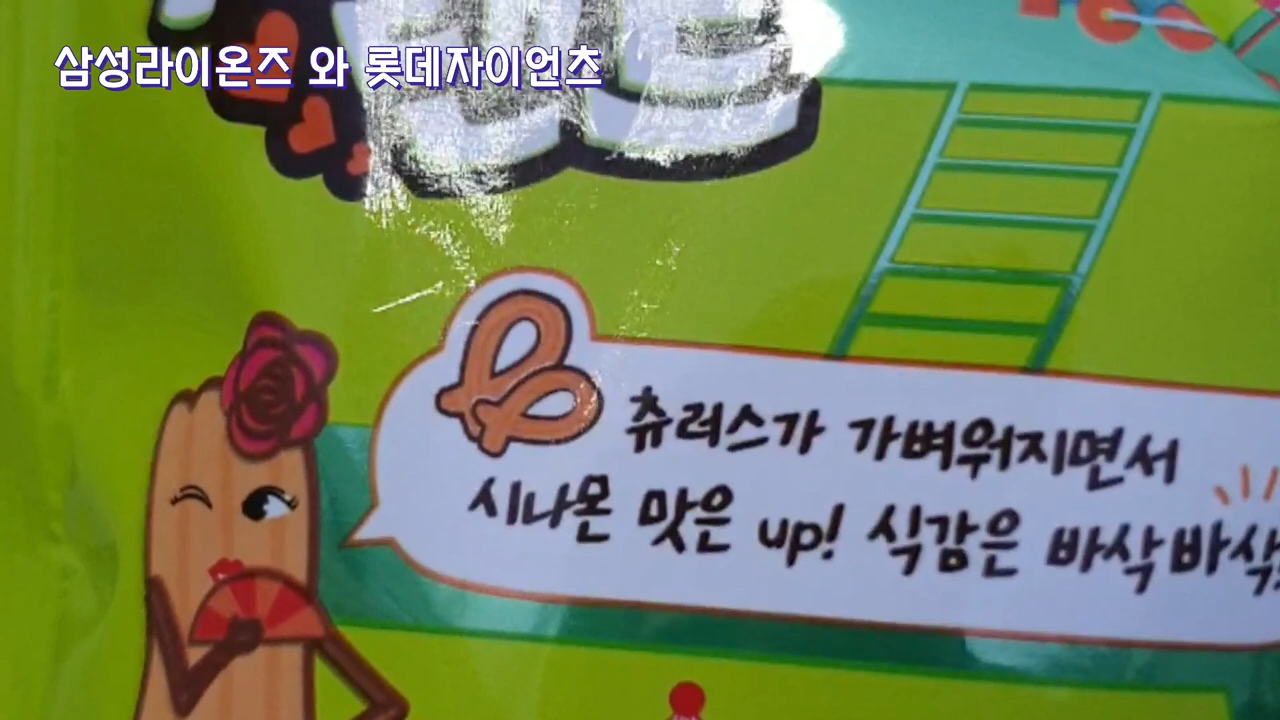 삼성라이온즈 와 롯데자이언츠
츄러스가 가벼워지면서
시나몬 맛은 up! 식감은 바삭바삭